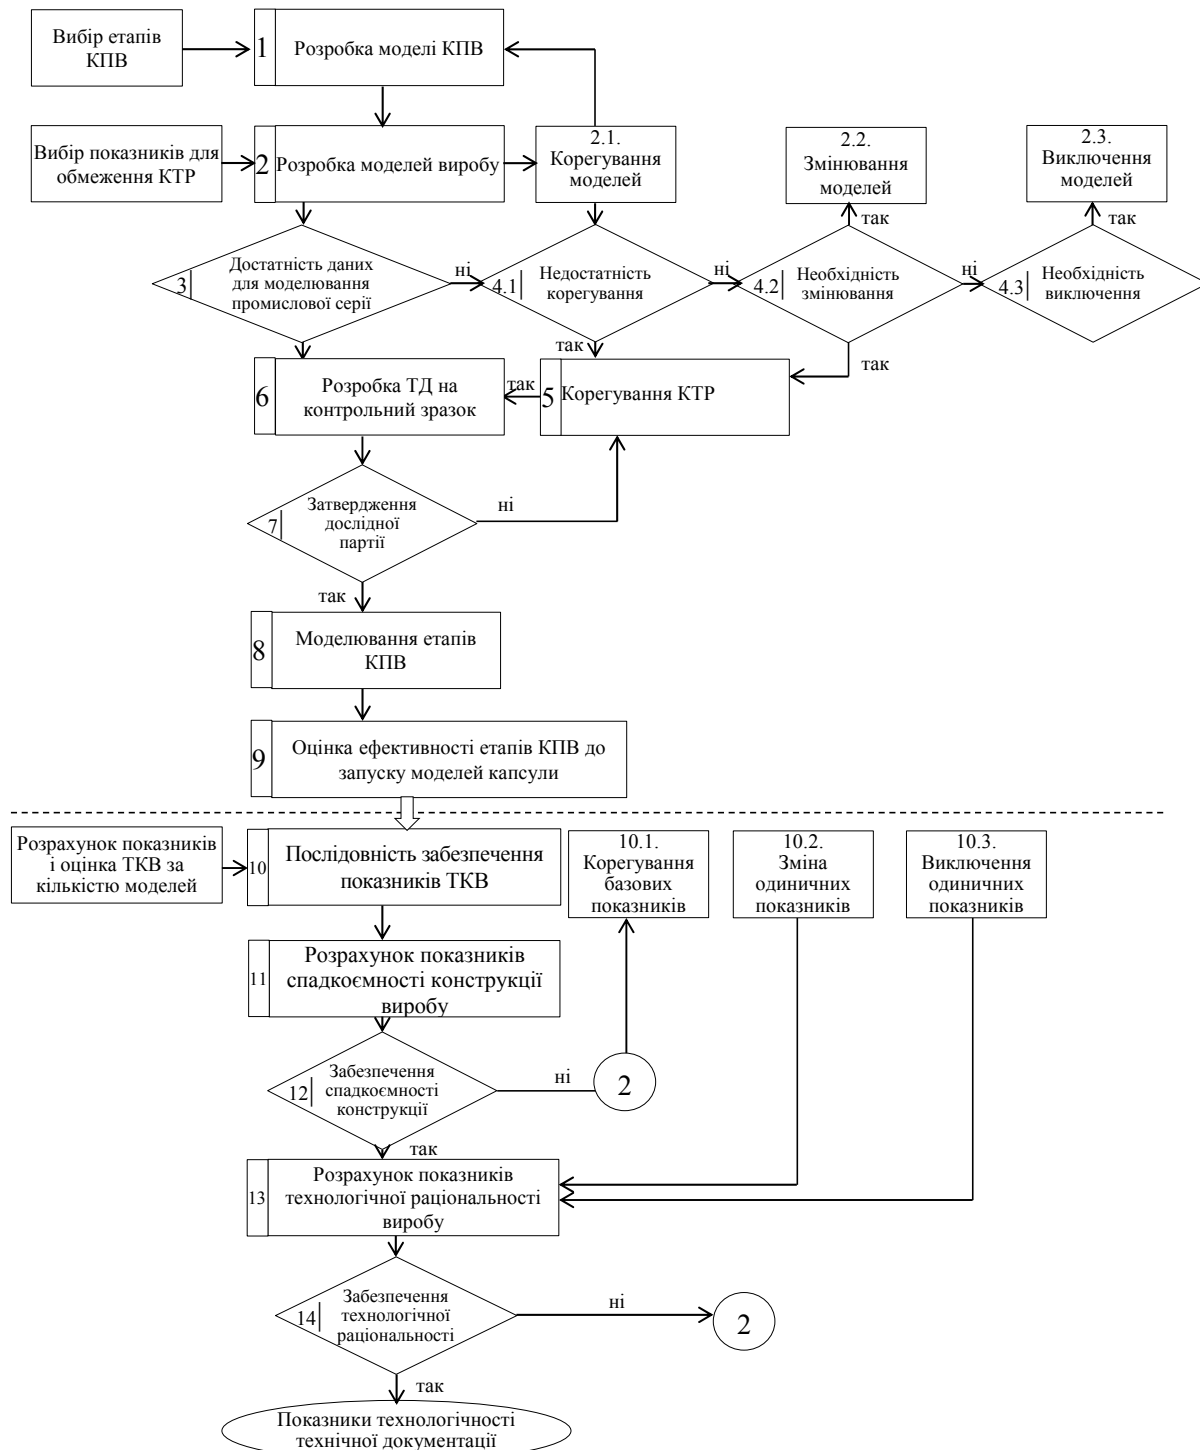 Вибір етапів
КПВ
1
Розробка моделі КПВ
Вибір показників для
обмеження КТР
2
Розробка моделей виробу
2.1.
Корегування
моделей
2.2.
Змінювання
моделей
2.3.
Виключення
моделей
так
так
3
Достатність даних
для моделювання
промислової серії
ні
4.1
Недостатність
корегування
ні
4.2
Необхідність
змінювання
ні
4.3
Необхідність
виключення
так
так
6
Розробка ТД на
контрольний зразок
так
5
Корегування КТР
7
Затвердження
дослідної
партії
ні
так
8
Моделювання етапів
КПВ
9
Оцінка ефективності етапів КПВ до
запуску моделей капсули
Розрахунок показників
і оцінка ТКВ за
кількістю моделей
10
Послідовність забезпечення
показників ТКВ
10.1.
Корегування
базових
показників
10.2.
Зміна
одиничних
показників
10.3.
Виключення
одиничних
показників
11
Розрахунок показників
спадкоємності конструкції
виробу
12
Забезпечення
спадкоємності
конструкції
ні
2
так
13
Розрахунок показників
технологічної раціональності
виробу
14
Забезпечення
технологічної
раціональності
ні
2
так
Показники технологічності
технічної документації